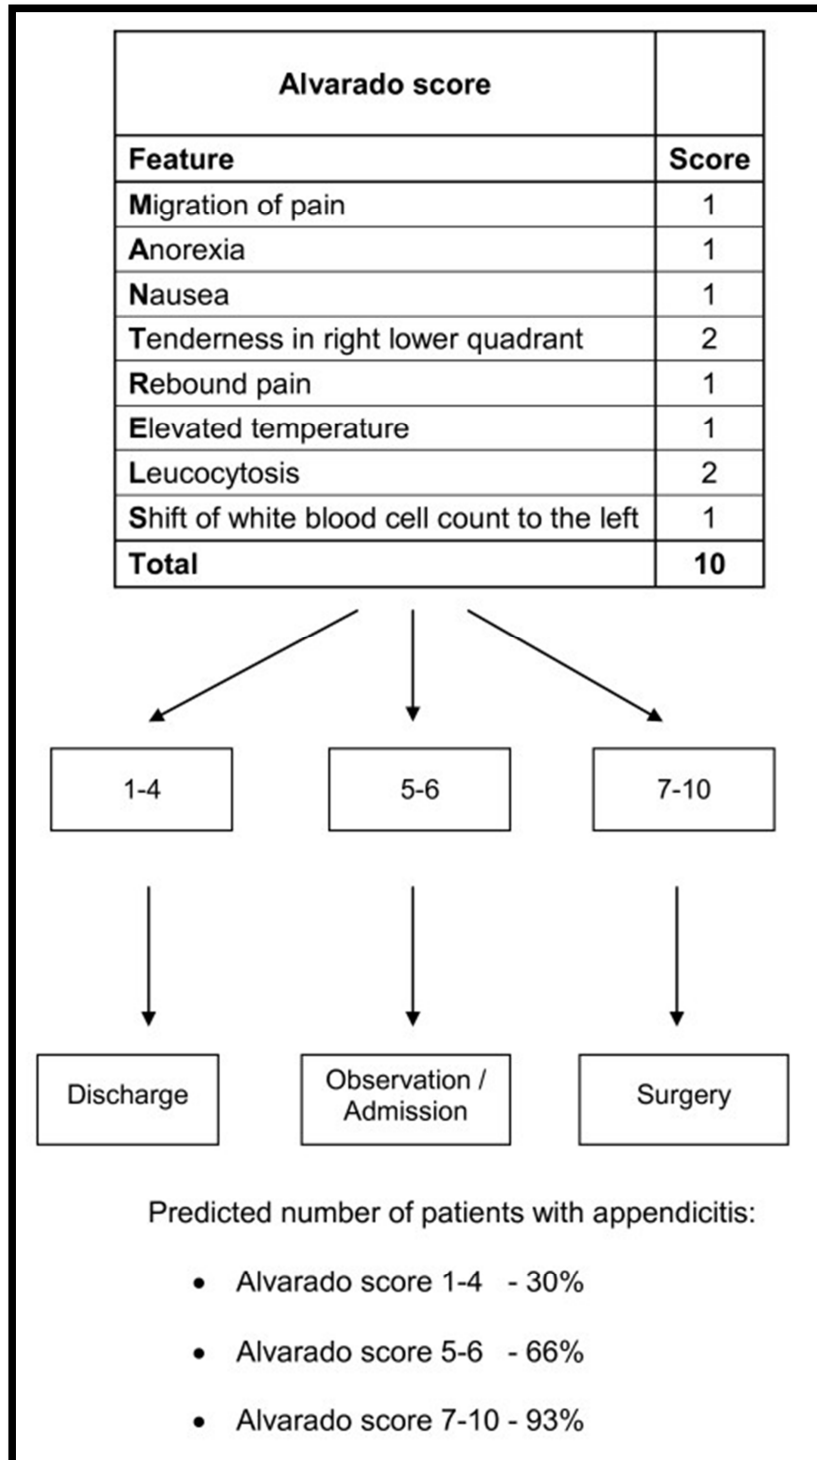 Alvarado score
Feature Score
Migration of pain 1
Anorexia 1
Nausea 1
Tenderness in right lower quadrant 2
Rebound pain 1
Elevated temperature 1
Leucocytosis 2
Shift of white blood cell count to the left 1
Total 10
1-4 5-6 7-10
Discharge Observation / Admission Surgery
Predicted number of patients with appendicitis:
• Alvarado score 1-4 - 30%
• Alvarado score 5-6 - 66%
• Alvarado score 7-10 - 93%